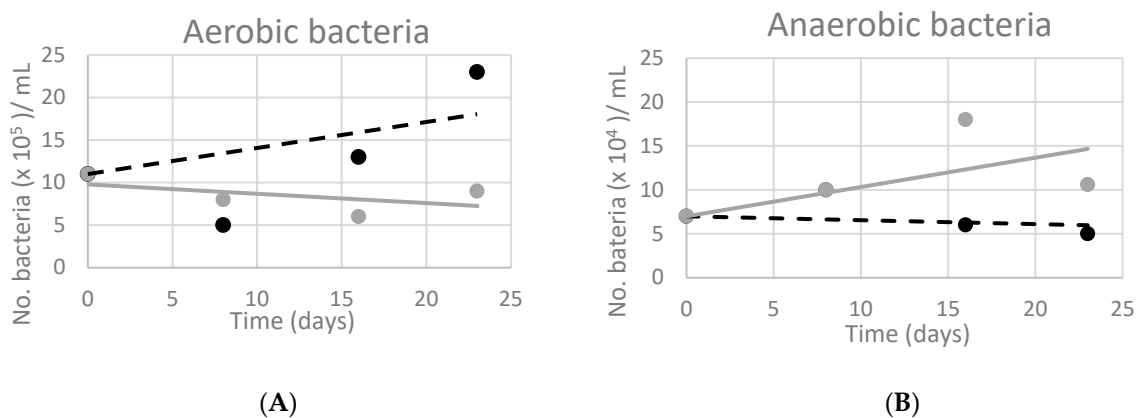 Aerobic bacteria
No. bacteria (x 10⁵ )/ mL
25
20
15
10
5
0
0 5 10 15 20 25
Time (days)
(A)
Anaerobic bacteria
No. bateria (x 10⁴ )/ mL
25
20
15
10
5
0
0 5 10 15 20 25
Time (days)
(B)